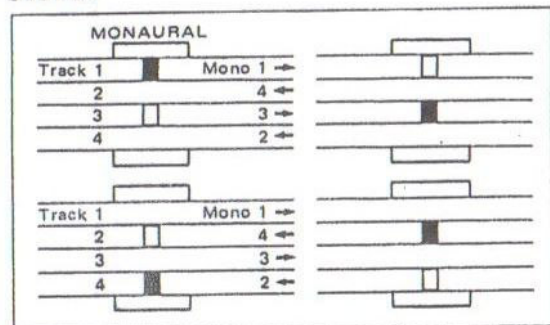 MONAURAL
Track 1 Mono 1 →
2 4 ←
3 3 →
4 2 ←
Track 1 Mono 1 →
2 4 ←
3 3 →
4 2 ←